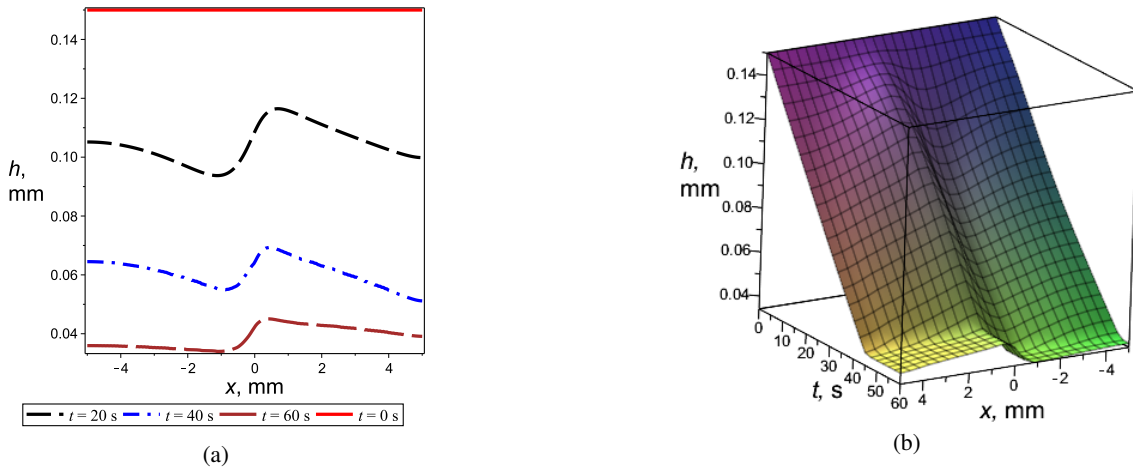 0.14
0.12
0.10
h,
mm
0.08
0.06
0.04
−4 −2 0 2 4
x, mm
t = 20 s t = 40 s t = 60 s t = 0 s
(a)
0.14
0.12
h,
mm
0.10
0.08
0.06
0.04
0 10 20 30 40 50 60
t, s
4 2 0 -2 -4
x, mm
(b)